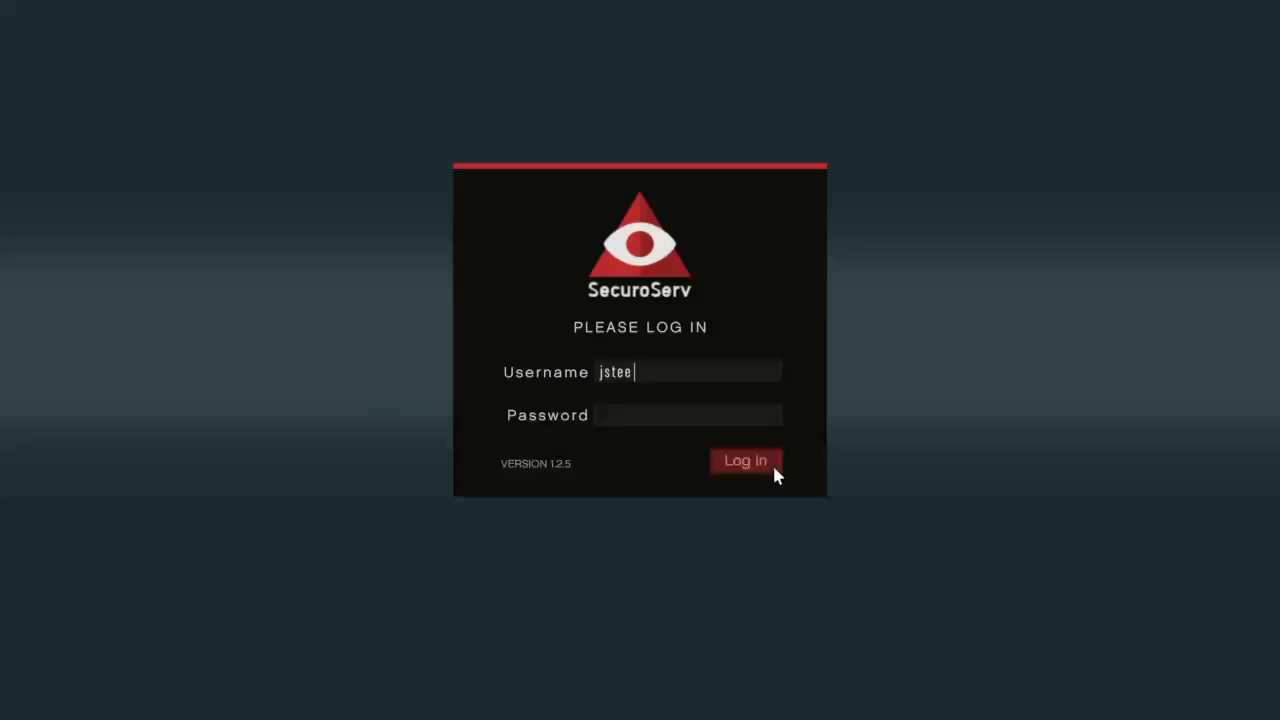 SecuroServ
PLEASE LOG IN
Username jstee
Password
VERSION 1.2.5 Log in